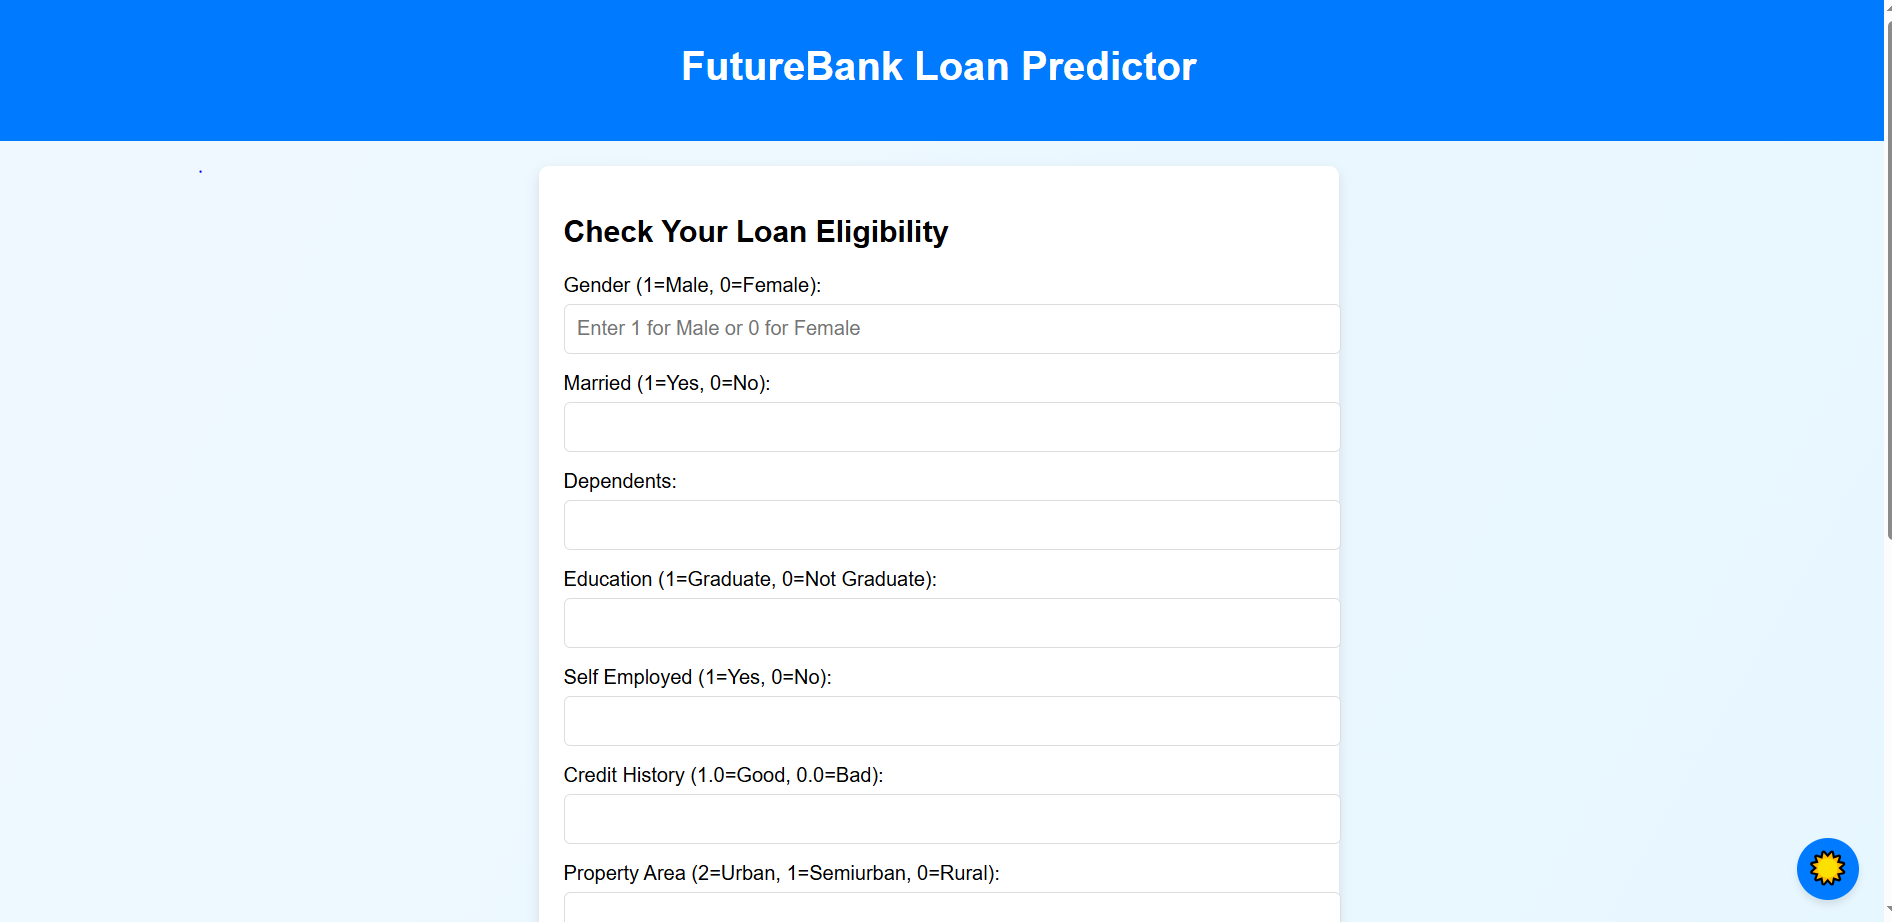 FutureBank Loan Predictor
Check Your Loan Eligibility
Gender (1=Male, 0=Female):
Enter 1 for Male or 0 for Female
Married (1=Yes, 0=No):
Dependents:
Education (1=Graduate, 0=Not Graduate):
Self Employed (1=Yes, 0=No):
Credit History (1.0=Good, 0.0=Bad):
Property Area (2=Urban, 1=Semiurban, 0=Rural):